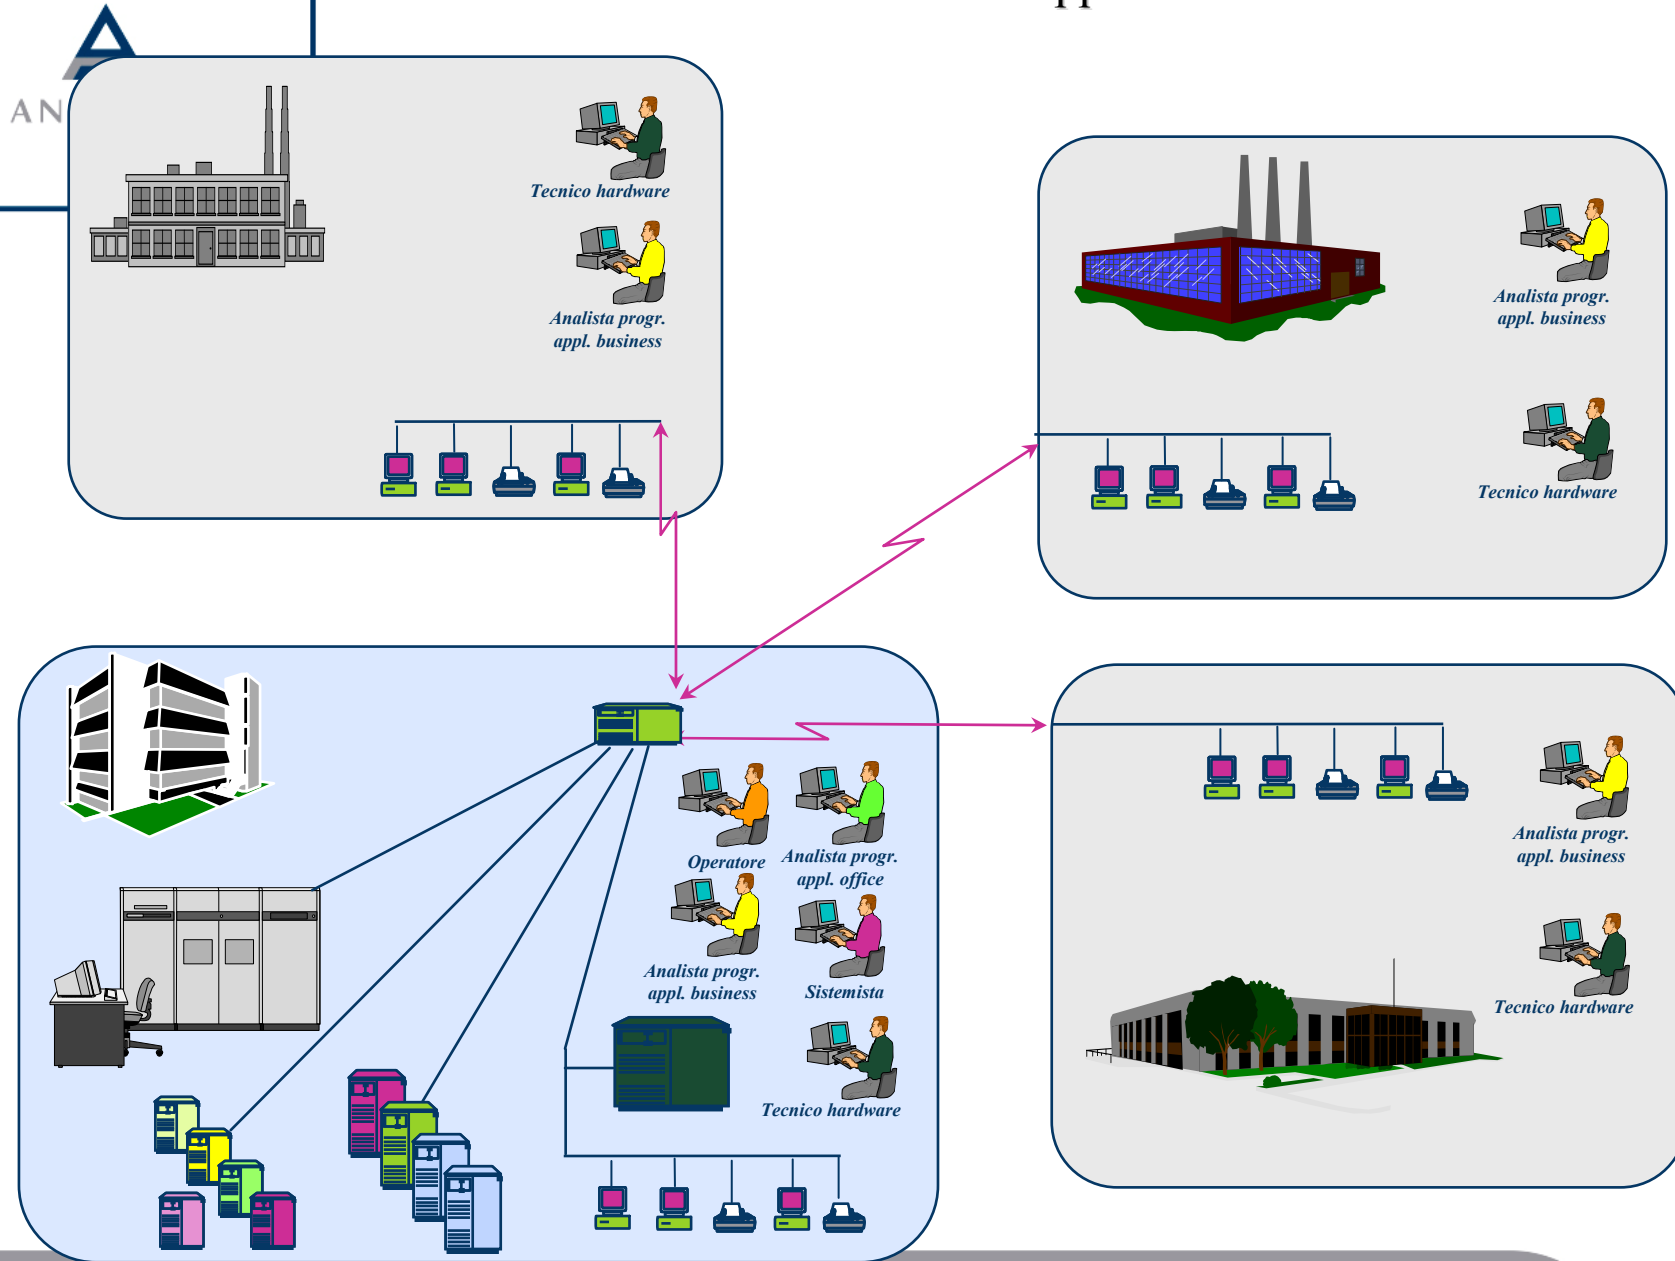 AN
Tecnico hardware
Analista progr.
appl. business
Analista progr.
appl. business
Tecnico hardware
Operatore
Analista progr.
appl. office
Analista progr.
appl. business
Sistemista
Tecnico hardware
Analista progr.
appl. business
Tecnico hardware